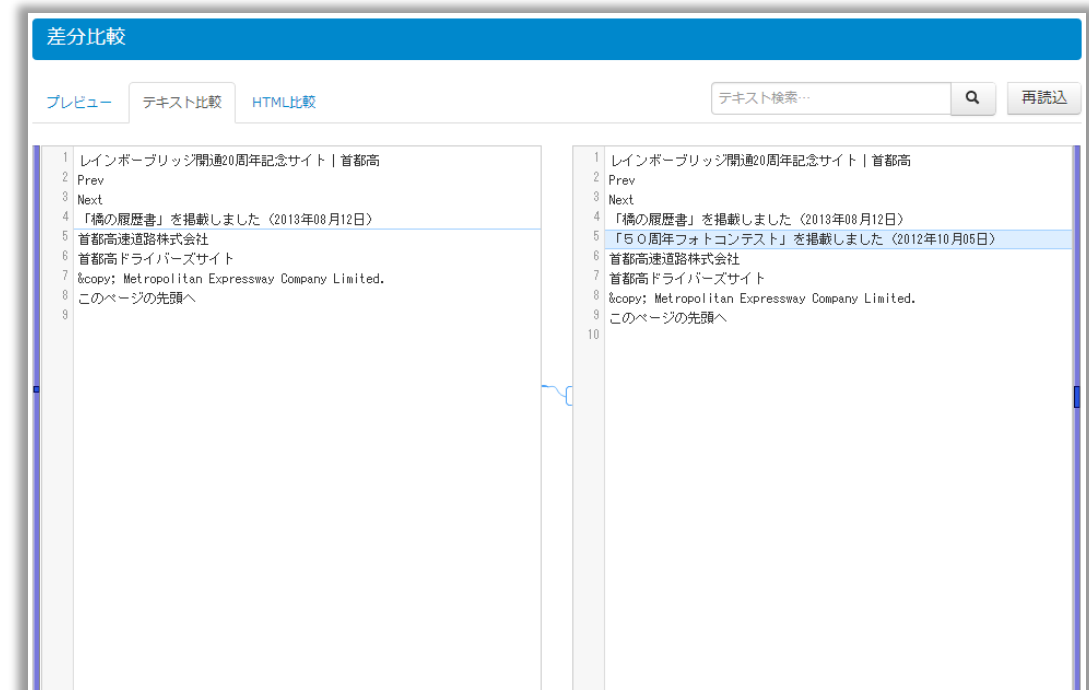 差分比較
プレビュー テキスト比較 HTML比較 テキスト検索… 再読込
1 レインボーブリッジ開通20周年記念サイト | 首都高
2 Prev
3 Next
4 「橋の履歴書」を掲載しました（2013年08月12日）
5 首都高速道路株式会社
6 首都高ドライバーズサイト
7 &copy; Metropolitan Expressway Company Limited.
8 このページの先頭へ
9
1 レインボーブリッジ開通20周年記念サイト | 首都高
2 Prev
3 Next
4 「橋の履歴書」を掲載しました（2013年08月12日）
5 「５０周年フォトコンテスト」を掲載しました（2012年10月05日）
6 首都高速道路株式会社
7 首都高ドライバーズサイト
8 &copy; Metropolitan Expressway Company Limited.
9 このページの先頭へ
10